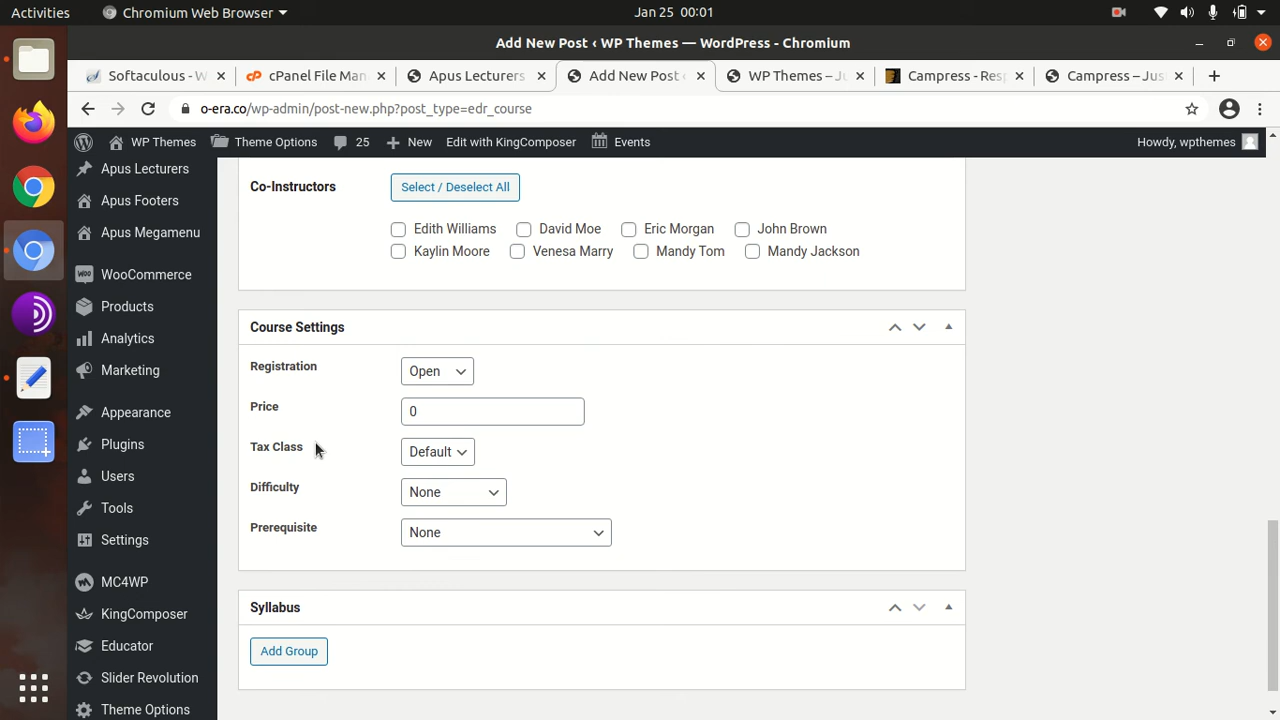 Activities
Chromium Web Browser
Jan 25 00:01
Add New Post ‹ WP Themes — WordPress - Chromium
Softaculous - W
cPanel File Man
Apus Lecturers
Add New Post
WP Themes – Ju
Campress - Resp
Campress – Jus
o-era.co/wp-admin/post-new.php?post_type=edr_course
WP Themes
Theme Options
25
New
Edit with KingComposer
Events
Howdy, wpthemes
Apus Lecturers
Apus Footers
Apus Megamenu
WooCommerce
Products
Analytics
Marketing
Appearance
Plugins
Users
Tools
Settings
MC4WP
KingComposer
Educator
Slider Revolution
Theme Options
Co-Instructors
Select / Deselect All
Edith Williams David Moe Eric Morgan John Brown
Kaylin Moore Venesa Marry Mandy Tom Mandy Jackson
Course Settings
Registration Open
Price 0
Tax Class Default
Difficulty None
Prerequisite None
Syllabus
Add Group